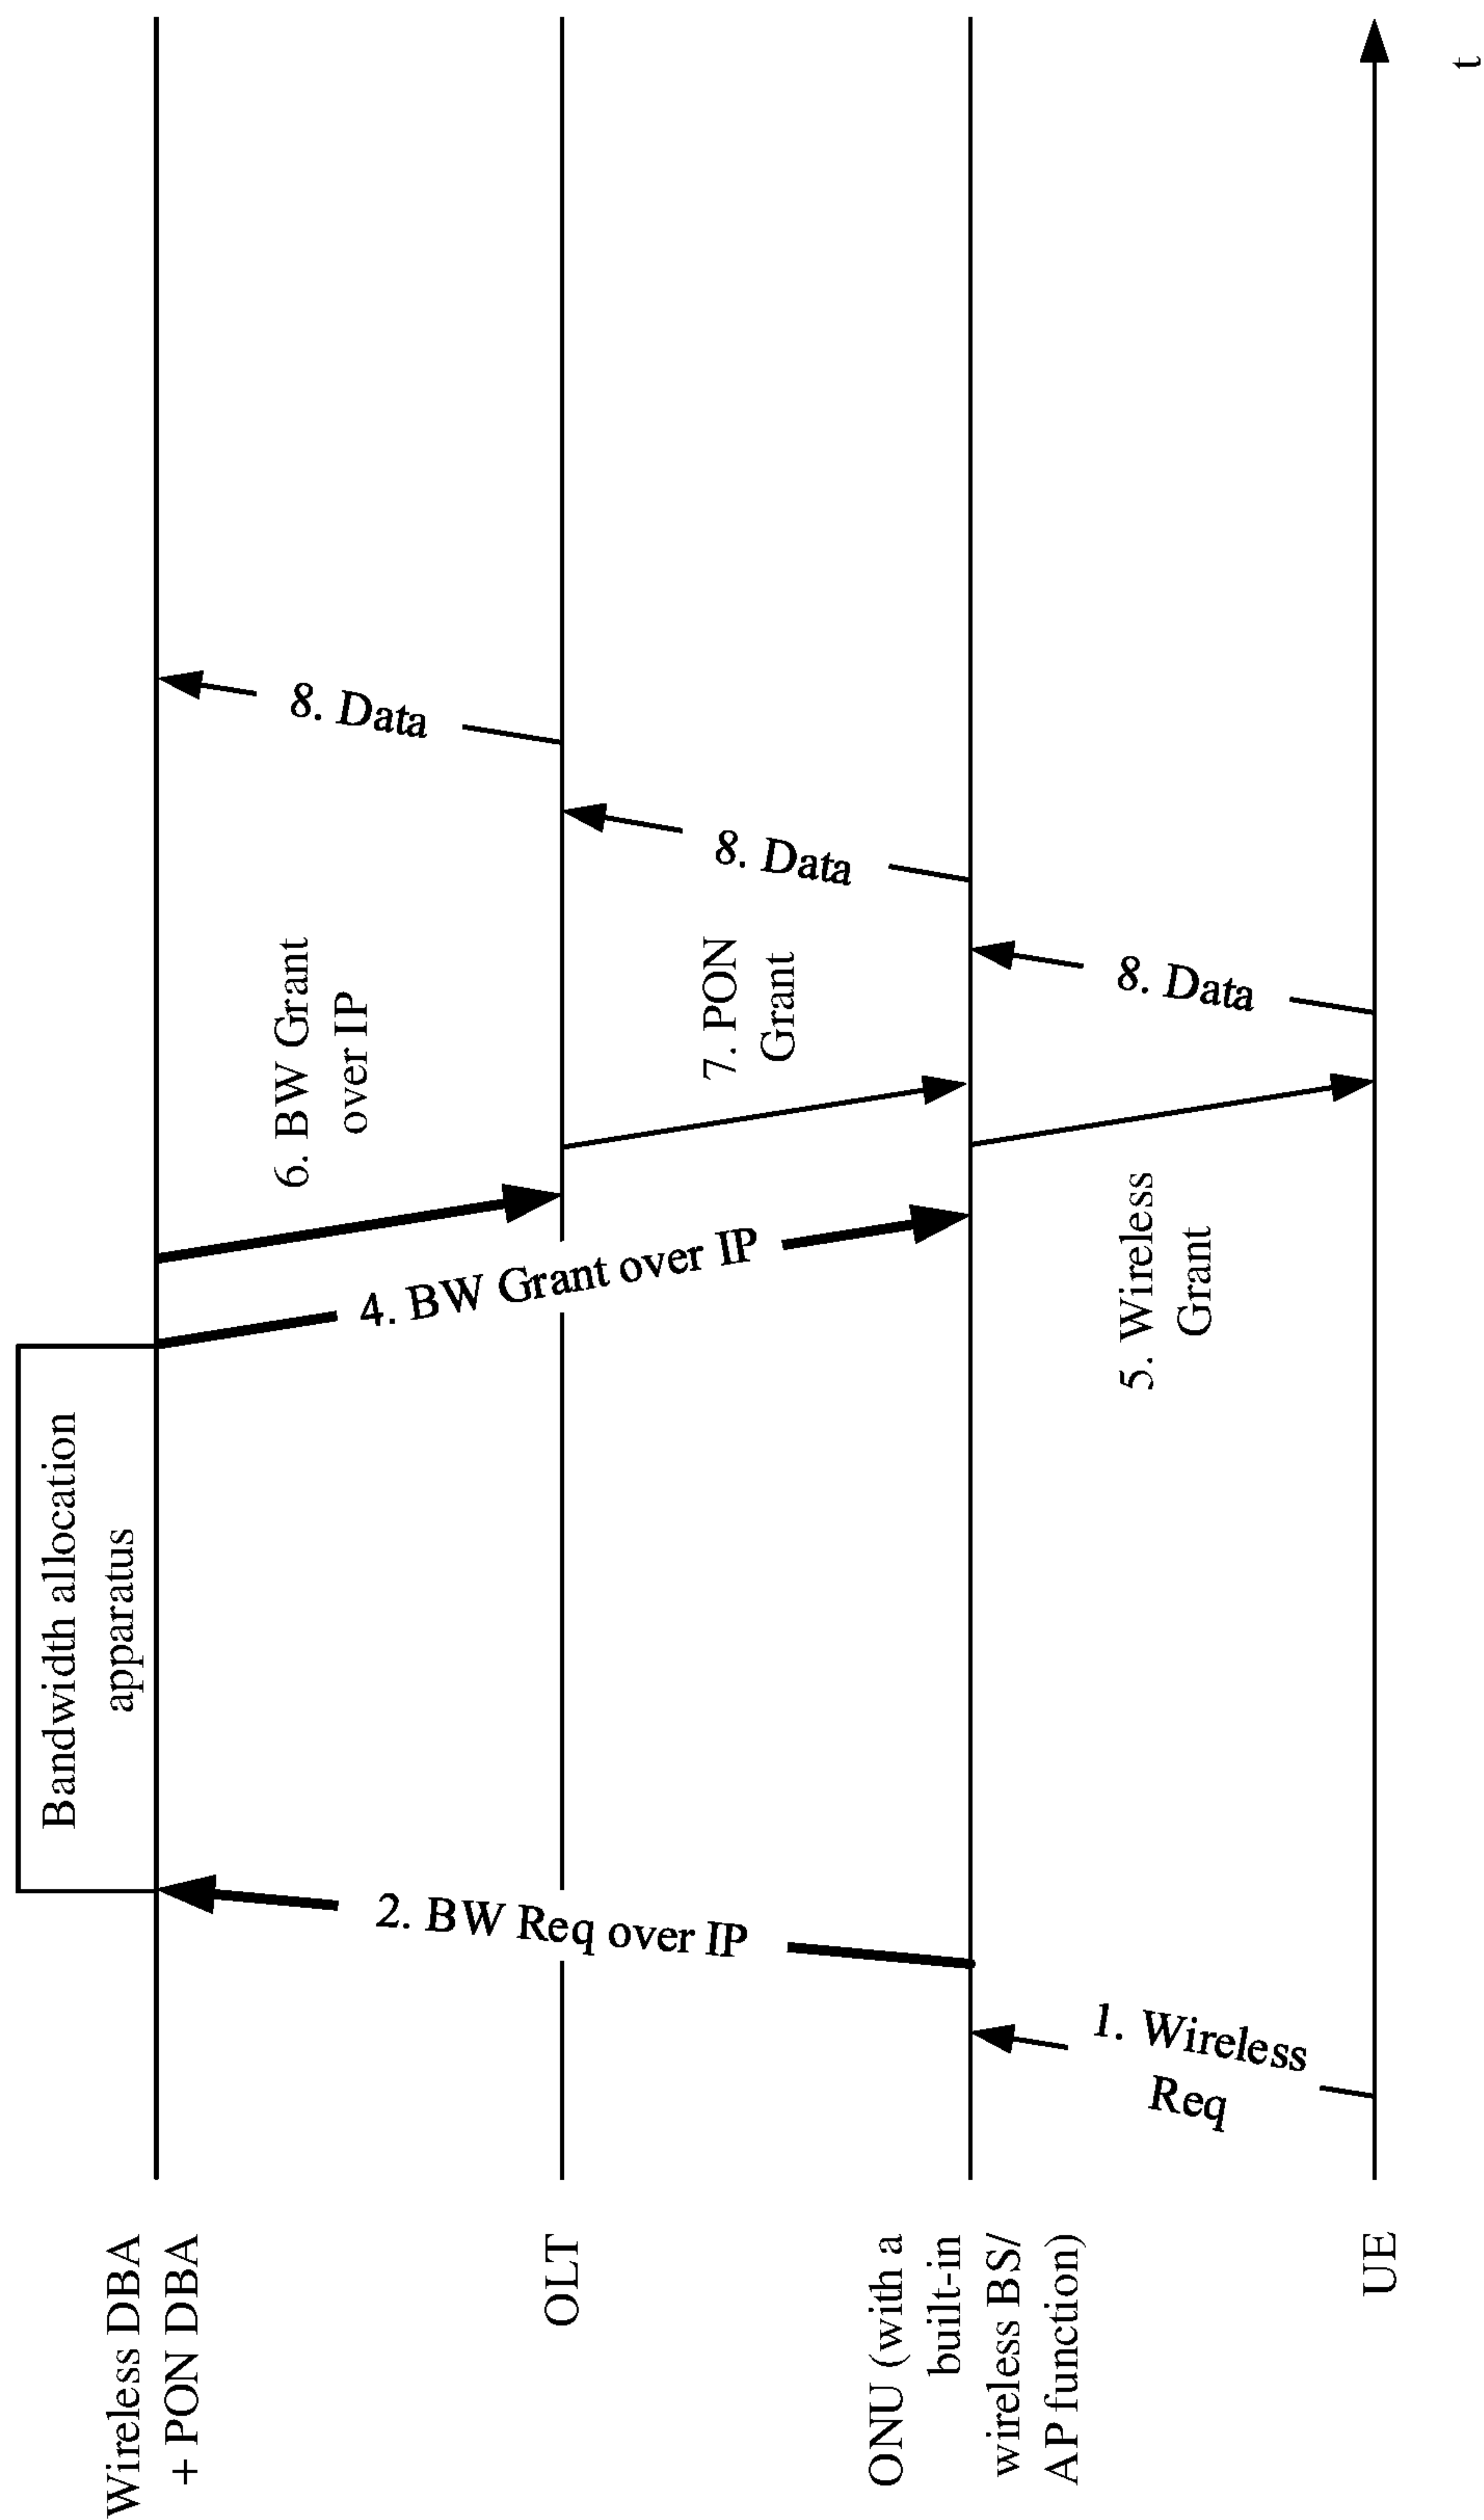 Bandwidth allocation
apparatus
Wireless DBA
+ PON DBA
2. BW Req over IP
4. BW Grant over IP
6. BW Grant
over IP
8. Data
OLT
7. PON
Grant
8. Data
ONU (with a
built-in
wireless BS/
AP function)
1. Wireless
Req
5. Wireless
Grant
8. Data
UE
t